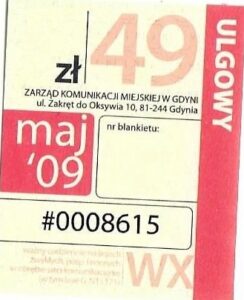 zł 49
ULGOWY
ZARZĄD KOMUNIKACJI MIEJSKIEJ W GDYNI
ul. Zakręt do Oksywia 10, 81-244 Gdynia
maj
'09
nr blankietu:
#0008615
WX